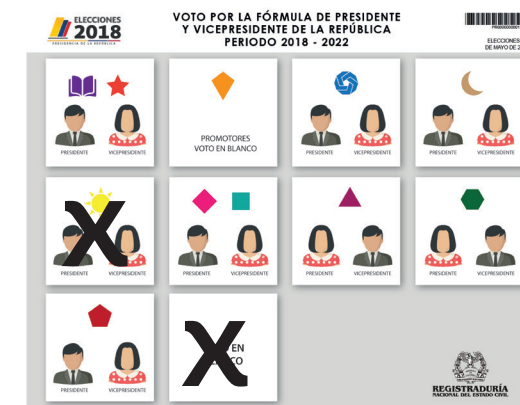 ELECCIONES
2018
PRESIDENCIA DE LA REPÚBLICA
VOTO POR LA FÓRMULA DE PRESIDENTE
Y VICEPRESIDENTE DE LA REPÚBLICA
PERIODO 2018 - 2022
ELECCIONES
DE MAYO DE 2
PRESIDENTE VICEPRESIDENTE
PROMOTORES
VOTO EN BLANCO
PRESIDENTE VICEPRESIDENTE
PRESIDENTE VICEPRESIDENTE
PRESIDENTE VICEPRESIDENTE
PRESIDENTE VICEPRESIDENTE
PRESIDENTE VICEPRESIDENTE
PRESIDENTE VICEPRESIDENTE
PRESIDENTE VICEPRESIDENTE
EN
CO
REGISTRADURÍA
NACIONAL DEL ESTADO CIVIL